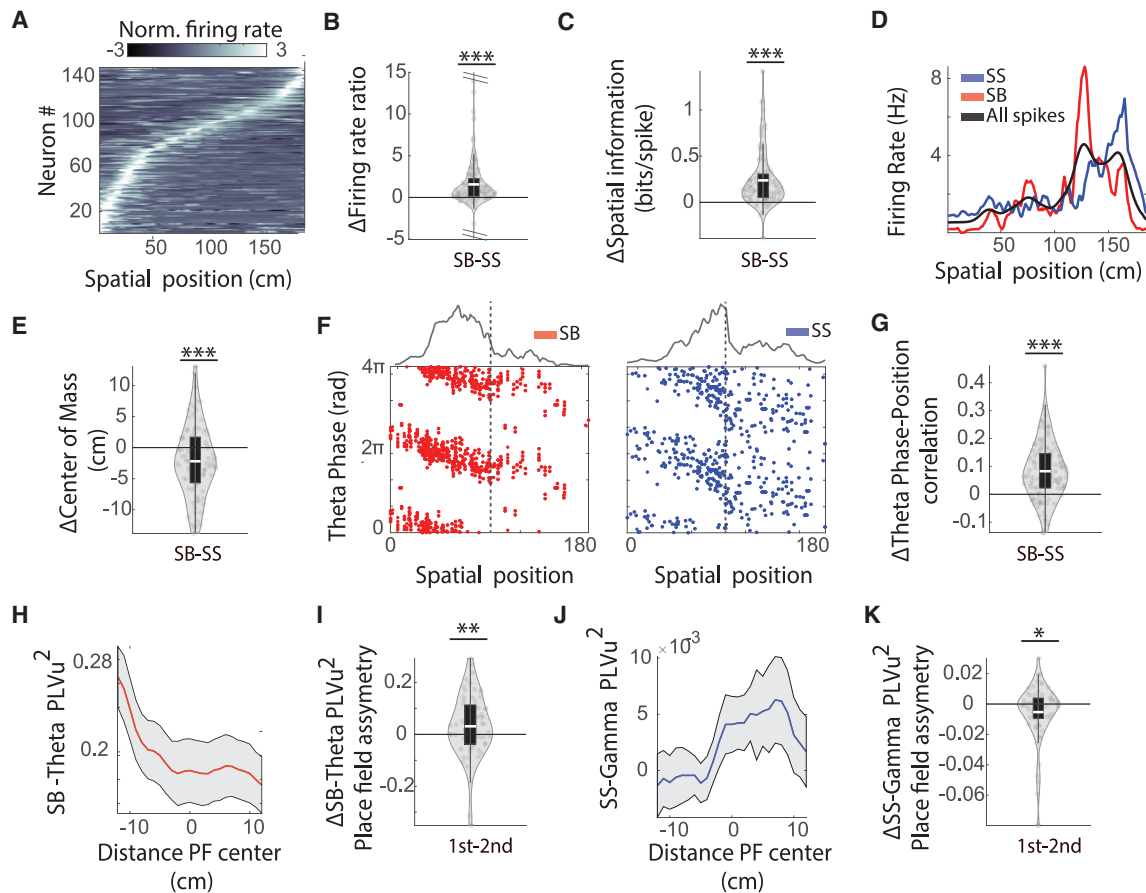 A
Norm. firing rate
-3
3
140
100
60
20
Neuron #
50
100
150
Spatial position (cm)
B
***
15
10
5
0
-5
ΔFiring rate ratio
SB-SS
C
***
1
0.5
0
ΔSpatial information
(bits/spike)
SB-SS
D
SS
SB
All spikes
8
4
Firing Rate (Hz)
50
100
150
Spatial position (cm)
E
***
10
5
0
-5
-10
ΔCenter of Mass
(cm)
SB-SS
F
SB
SS
4π
2π
0
Theta Phase (rad)
0
180
0
180
Spatial position
Spatial position
G
***
0.4
0.3
0.2
0.1
0
-0.1
ΔTheta Phase-Position
correlation
SB-SS
H
0.28
0.2
SB -Theta PLVu²
-10
0
10
Distance PF center
(cm)
I
**
0.2
0
-0.2
ΔSB-Theta PLVu²
Place field assymetry
1st-2nd
J
×10⁻³
10
5
0
SS-Gamma PLVu²
-10
0
10
Distance PF center
(cm)
K
*
0.02
0
-0.02
-0.04
-0.06
ΔSS-Gamma PLVu²
Place field assymetry
1st-2nd